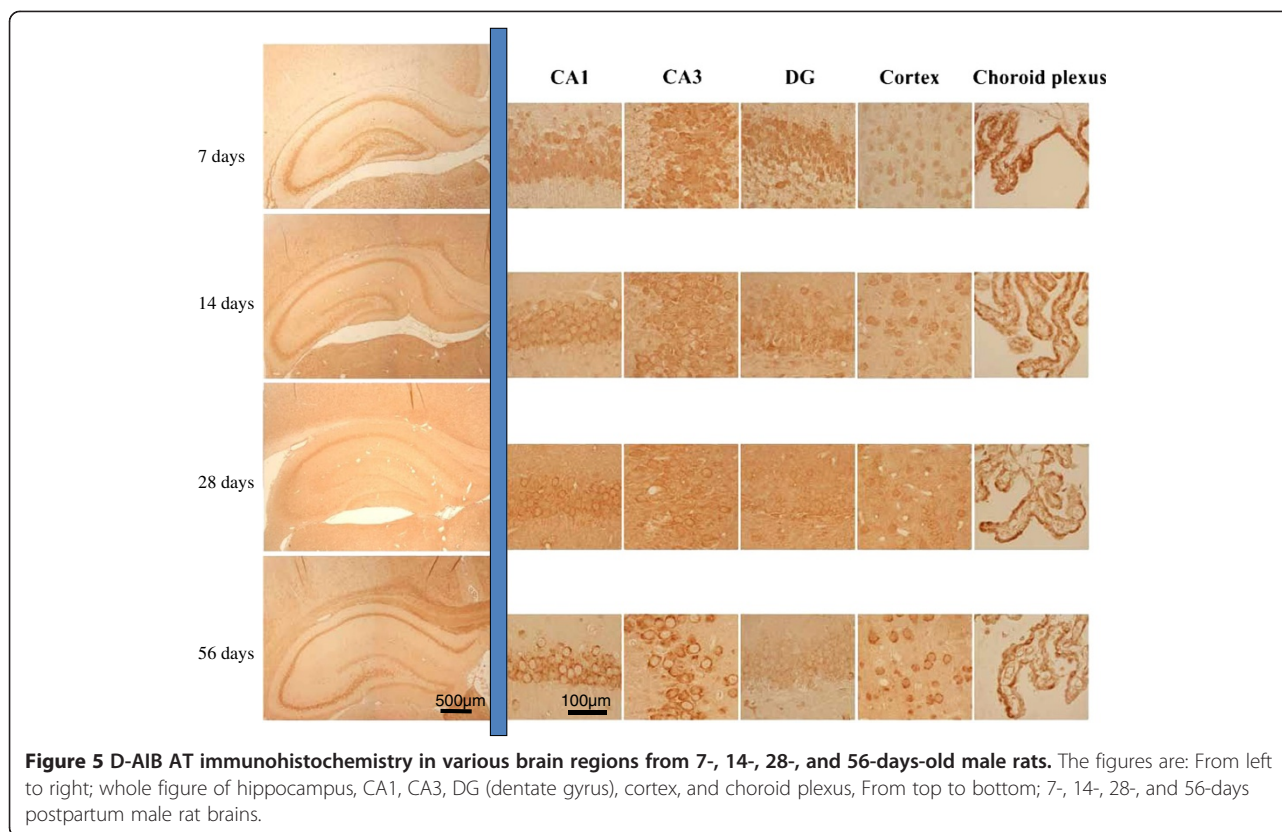 CA1 CA3 DG Cortex Choroid plexus
7 days
14 days
28 days
56 days
500µm 100µm
Figure 5 D-AIB AT immunohistochemistry in various brain regions from 7-, 14-, 28-, and 56-days-old male rats. The figures are: From left
to right; whole figure of hippocampus, CA1, CA3, DG (dentate gyrus), cortex, and choroid plexus, From top to bottom; 7-, 14-, 28-, and 56-days
postpartum male rat brains.